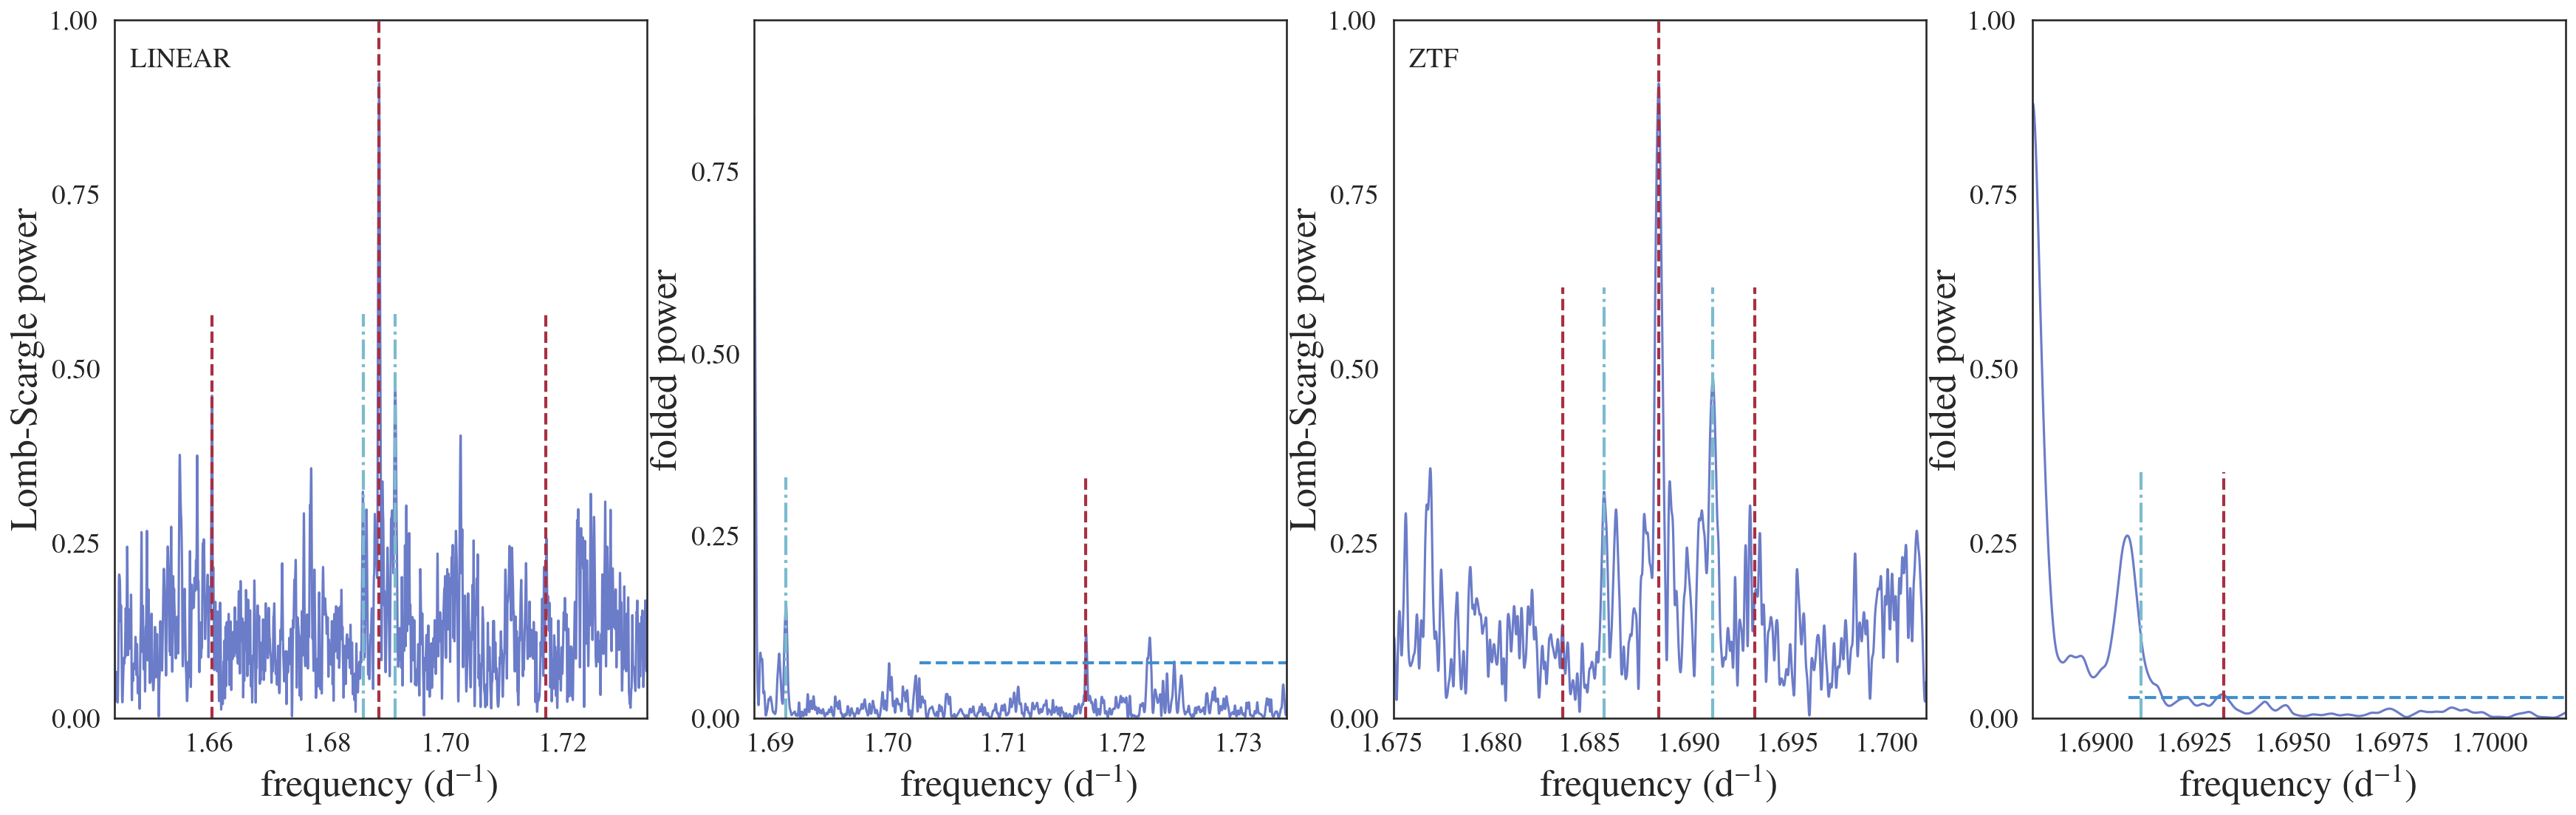 LINEAR
Lomb-Scargle power
1.00
0.75
0.50
0.25
0.00
1.66 1.68 1.70 1.72
frequency (d⁻¹)
folded power
0.75
0.50
0.25
0.00
1.69 1.70 1.71 1.72 1.73
frequency (d⁻¹)
ZTF
Lomb-Scargle power
1.00
0.75
0.50
0.25
0.00
1.675 1.680 1.685 1.690 1.695 1.700
frequency (d⁻¹)
folded power
1.00
0.75
0.50
0.25
0.00
1.6900 1.6925 1.6950 1.6975 1.7000
frequency (d⁻¹)